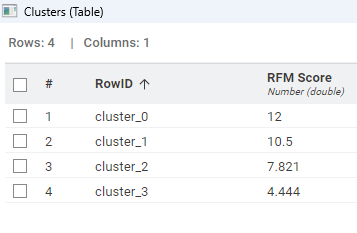 Clusters (Table)
Rows: 4 | Columns: 1
# RowID ↑ RFM Score
Number (double)
1 cluster_0 12
2 cluster_1 10.5
3 cluster_2 7.821
4 cluster_3 4.444